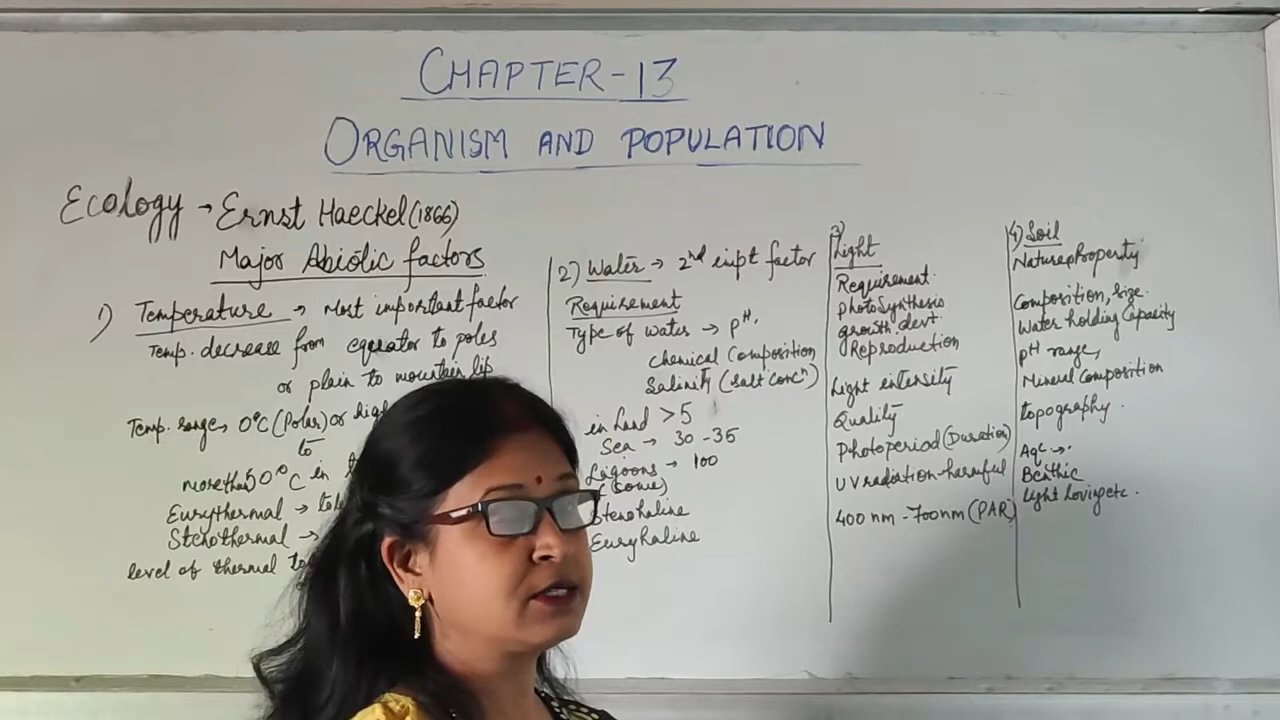 CHAPTER-13
ORGANISM AND POPULATION
Ecology → Ernst Haeckel (1866)
Major Abiotic factors
1) Temperature → Most important factor
Temp. decrease from equator to poles
or plain to mountain
Temp. range, 0°C (Polar) or
to
more than 50°C in
Eurythermal →
Stenothermal →
level of thermal
2) Water → 2nd impt factor
Requirement
Type of water → pH,
Chemical Composition
Salinity (Salt Concn)
in Land > 5
Sea → 30-35
Lagoons → 100
(Some)
Stenohaline
Euryhaline
3)
Light
Requirement
Photosynthesis
growth. devt.
Reproduction
Light intensity
Quality
Photoperiod (Duration)
UV radiation-harmful
400 nm - 700nm (PAR)
4) Soil
Nature, Property
Composition, Size.
Water holding Capacity
pH range,
Mineral Composition
topography.
Benthic
light loving etc.